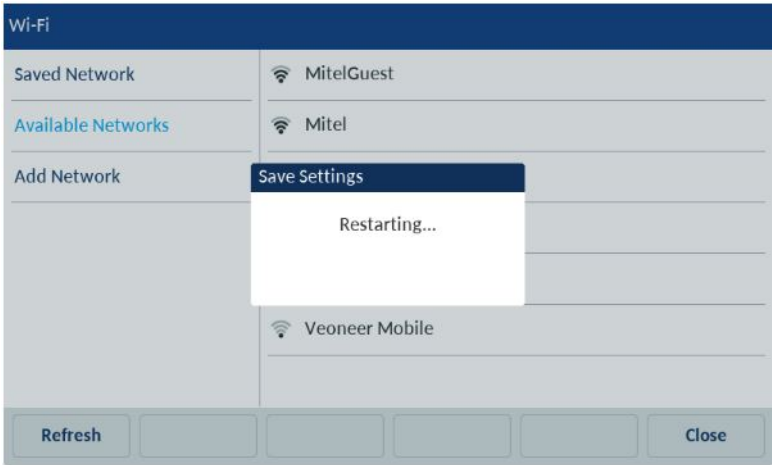 Wi-Fi
Saved Network
Available Networks
Add Network
MitelGuest
Mitel
Save Settings
Restarting...
Veoneer Mobile
Refresh
Close